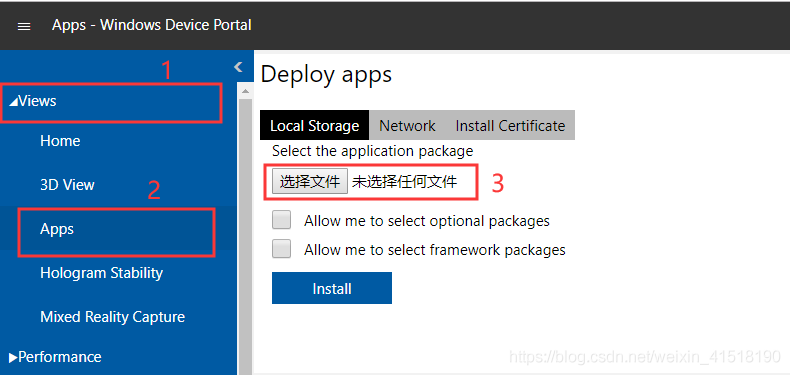 Apps - Windows Device Portal
1
Views
Home
3D View
2
Apps
Hologram Stability
Mixed Reality Capture
Performance
Deploy apps
Local Storage Network Install Certificate
Select the application package
选择文件 未选择任何文件 3
Allow me to select optional packages
Allow me to select framework packages
Install
https://blog.csdn.net/weixin_41518190